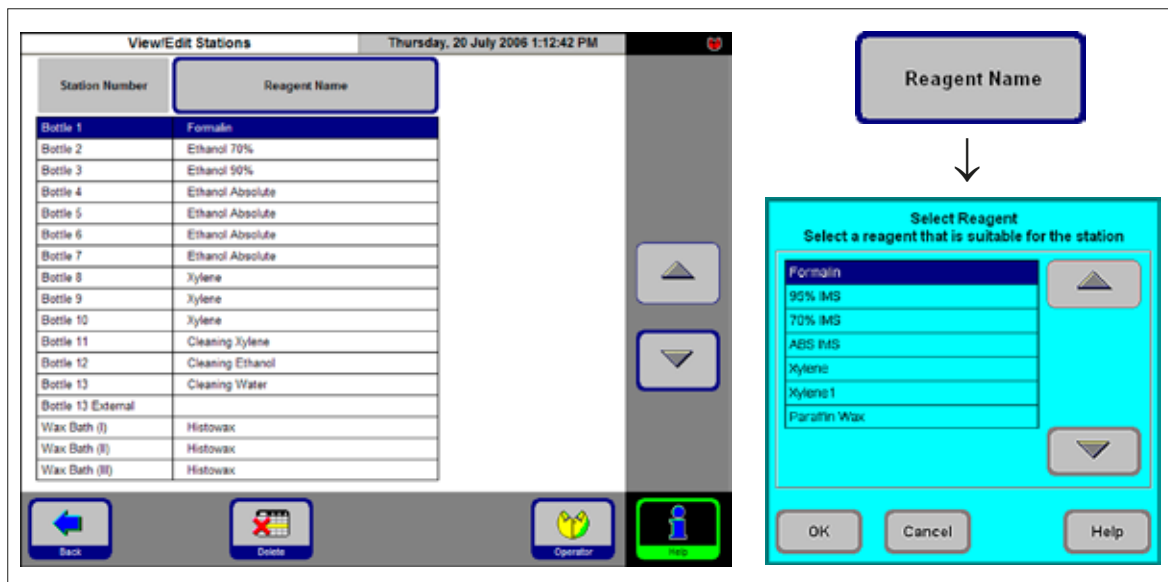 View/Edit Stations Thursday, 20 July 2006 1:12:42 PM
Station Number Reagent Name
Bottle 1 Formalin
Bottle 2 Ethanol 70%
Bottle 3 Ethanol 90%
Bottle 4 Ethanol Absolute
Bottle 5 Ethanol Absolute
Bottle 6 Ethanol Absolute
Bottle 7 Ethanol Absolute
Bottle 8 Xylene
Bottle 9 Xylene
Bottle 10 Xylene
Bottle 11 Cleaning Xylene
Bottle 12 Cleaning Ethanol
Bottle 13 Cleaning Water
Bottle 13 External
Wax Bath (I) Histowax
Wax Bath (II) Histowax
Wax Bath (III) Histowax
Back Delete Operator Help
Reagent Name
Select Reagent
Select a reagent that is suitable for the station
Formalin
95% IMS
70% IMS
ABS IMS
Xylene
Xylene1
Paraffin Wax
OK Cancel Help